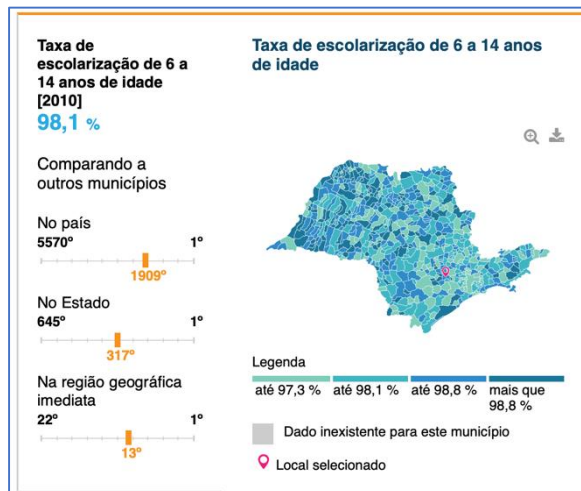 Taxa de
escolarização de 6 a
14 anos de idade
[2010]
98,1 %
Comparando a
outros municípios
No país
5570º 1º
1909º
No Estado
645º 1º
317º
Na região geográfica
imediata
22º 1º
13º
Taxa de escolarização de 6 a 14 anos
de idade
Legenda
até 97,3 % até 98,1 % até 98,8 % mais que
98,8 %
Dado inexistente para este município
Local selecionado